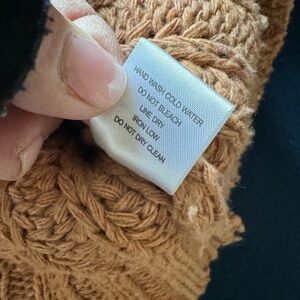 HAND WASH COLD WATER
DO NOT BLEACH
LINE DRY
IRON LOW
DO NOT DRY CLEAN